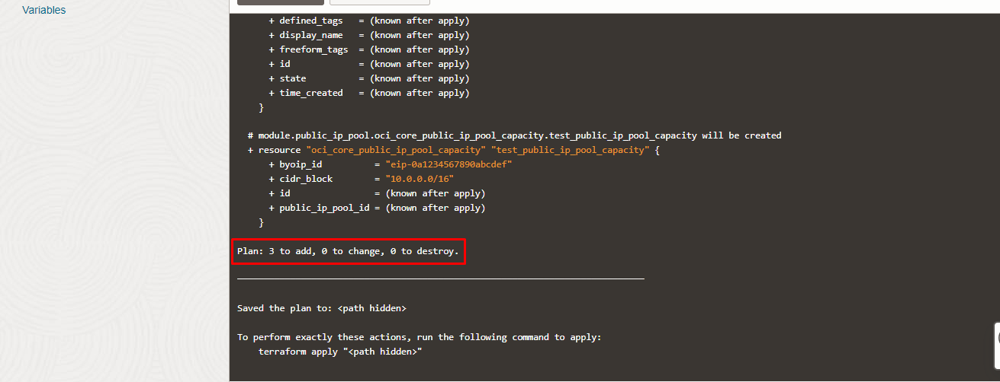 Variables
+ defined_tags   = (known after apply)
+ display_name   = (known after apply)
+ freeform_tags  = (known after apply)
+ id             = (known after apply)
+ state          = (known after apply)
+ time_created   = (known after apply)
}
# module.public_ip_pool.oci_core_public_ip_pool_capacity.test_public_ip_pool_capacity will be created
+ resource "oci_core_public_ip_pool_capacity" "test_public_ip_pool_capacity" {
+ byoip_id          = "eip-0a1234567890abcdef"
+ cidr_block        = "10.0.0.0/16"
+ id                = (known after apply)
+ public_ip_pool_id = (known after apply)
}
Plan: 3 to add, 0 to change, 0 to destroy.
Saved the plan to: <path hidden>
To perform exactly these actions, run the following command to apply:
terraform apply "<path hidden>"